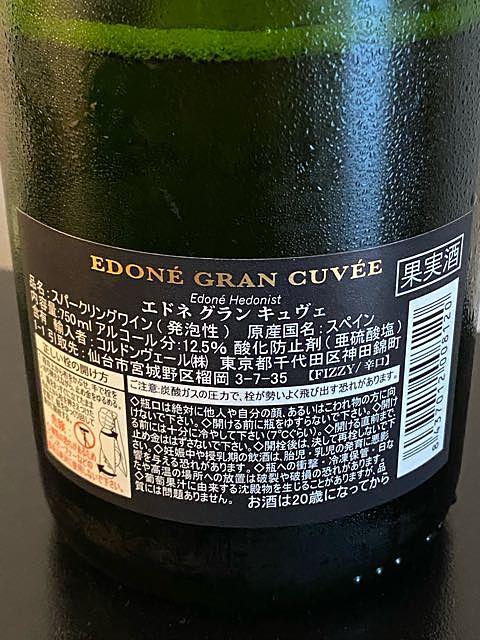 EDONÉ GRAN CUVÉE
果実酒
Edoné Hedonist
エドネ グラン キュヴェ
品名:スパークリングワイン(発泡性) 原産国名:スペイン
内容量:750ml アルコール分:12.5% 酸化防止剤(亜硫酸塩)
含有 輸入者:コルドンヴェール(株) 東京都千代田区神田錦町
1-1 引取先:仙台市宮城野区榴岡 3-7-35 【FIZZY/辛口】
正しい栓の開け方
ご注意:炭酸ガスの圧力で、栓が勢いよく飛び出す恐れがあります。
◇瓶口は絶対に他人や自分の顔、あるいはこわれ物の方に向
けないで下さい。◇開ける前に瓶をゆすらないで下さい。◇開け
る前には十分に冷やして下さい(7℃くらい)。◇開ける直前まで
止め金ははずさないで下さい。◇開栓後は、決して再栓しないで下
さい。◇妊娠中や授乳期の飲酒は、胎児・乳児の発育に悪影
響を与える恐れがあります。◇瓶への衝撃・冷凍保管・日な
たや高温の場所への放置は破裂や破損の恐れがあります。
◇葡萄果汁に由来する沈殿物を生じることがありますが、品
質には問題ありません。 お酒は20歳になってから
危険